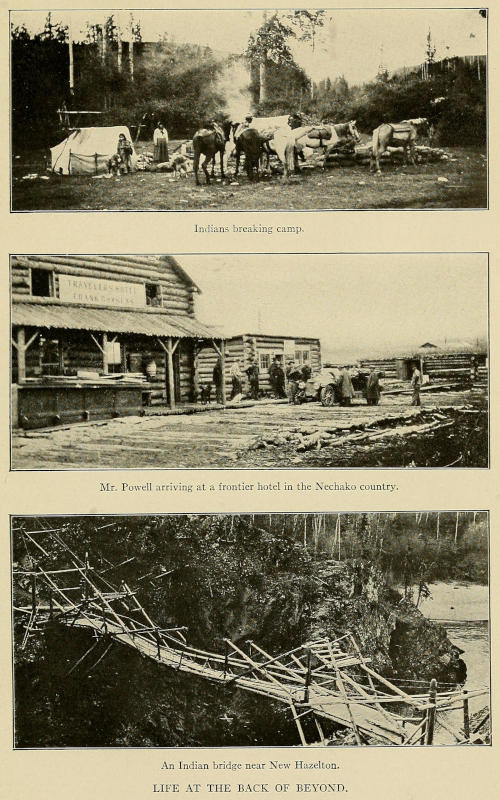 Indians breaking camp.
TRAVELERS HOTEL
FRANK
Mr. Powell arriving at a frontier hotel in the Nechako country.
An Indian bridge near New Hazelton.
LIFE AT THE BACK OF BEYOND.